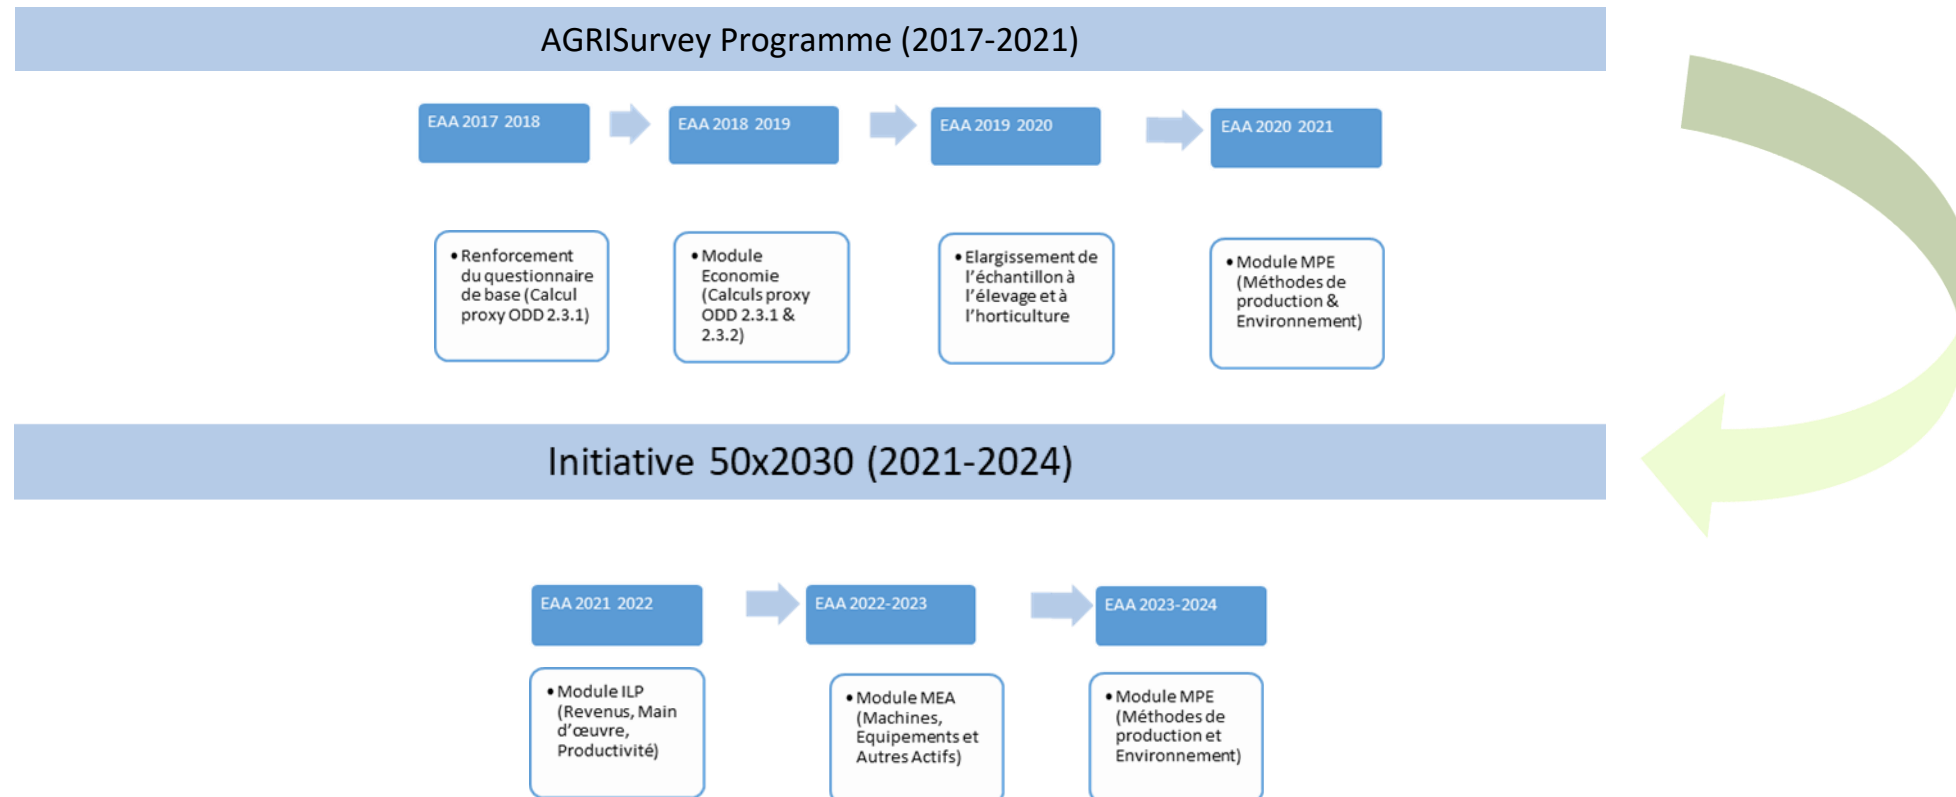 AGRISurvey Programme (2017-2021)
EAA 2017 2018
EAA 2018 2019
EAA 2019 2020
EAA 2020 2021
• Renforcement
du questionnaire
de base (Calcul
proxy ODD 2.3.1)
• Module
Economie
(Calculs proxy
ODD 2.3.1 &
2.3.2)
• Elargissement de
l'échantillon à
l'élevage et à
l'horticulture
• Module MPE
(Méthodes de
production &
Environnement)
Initiative 50x2030 (2021-2024)
EAA 2021 2022
EAA 2022-2023
EAA 2023-2024
• Module ILP
(Revenus, Main
d'œuvre,
Productivité)
• Module MEA
(Machines,
Equipements et
Autres Actifs)
• Module MPE
(Méthodes de
production et
Environnement)